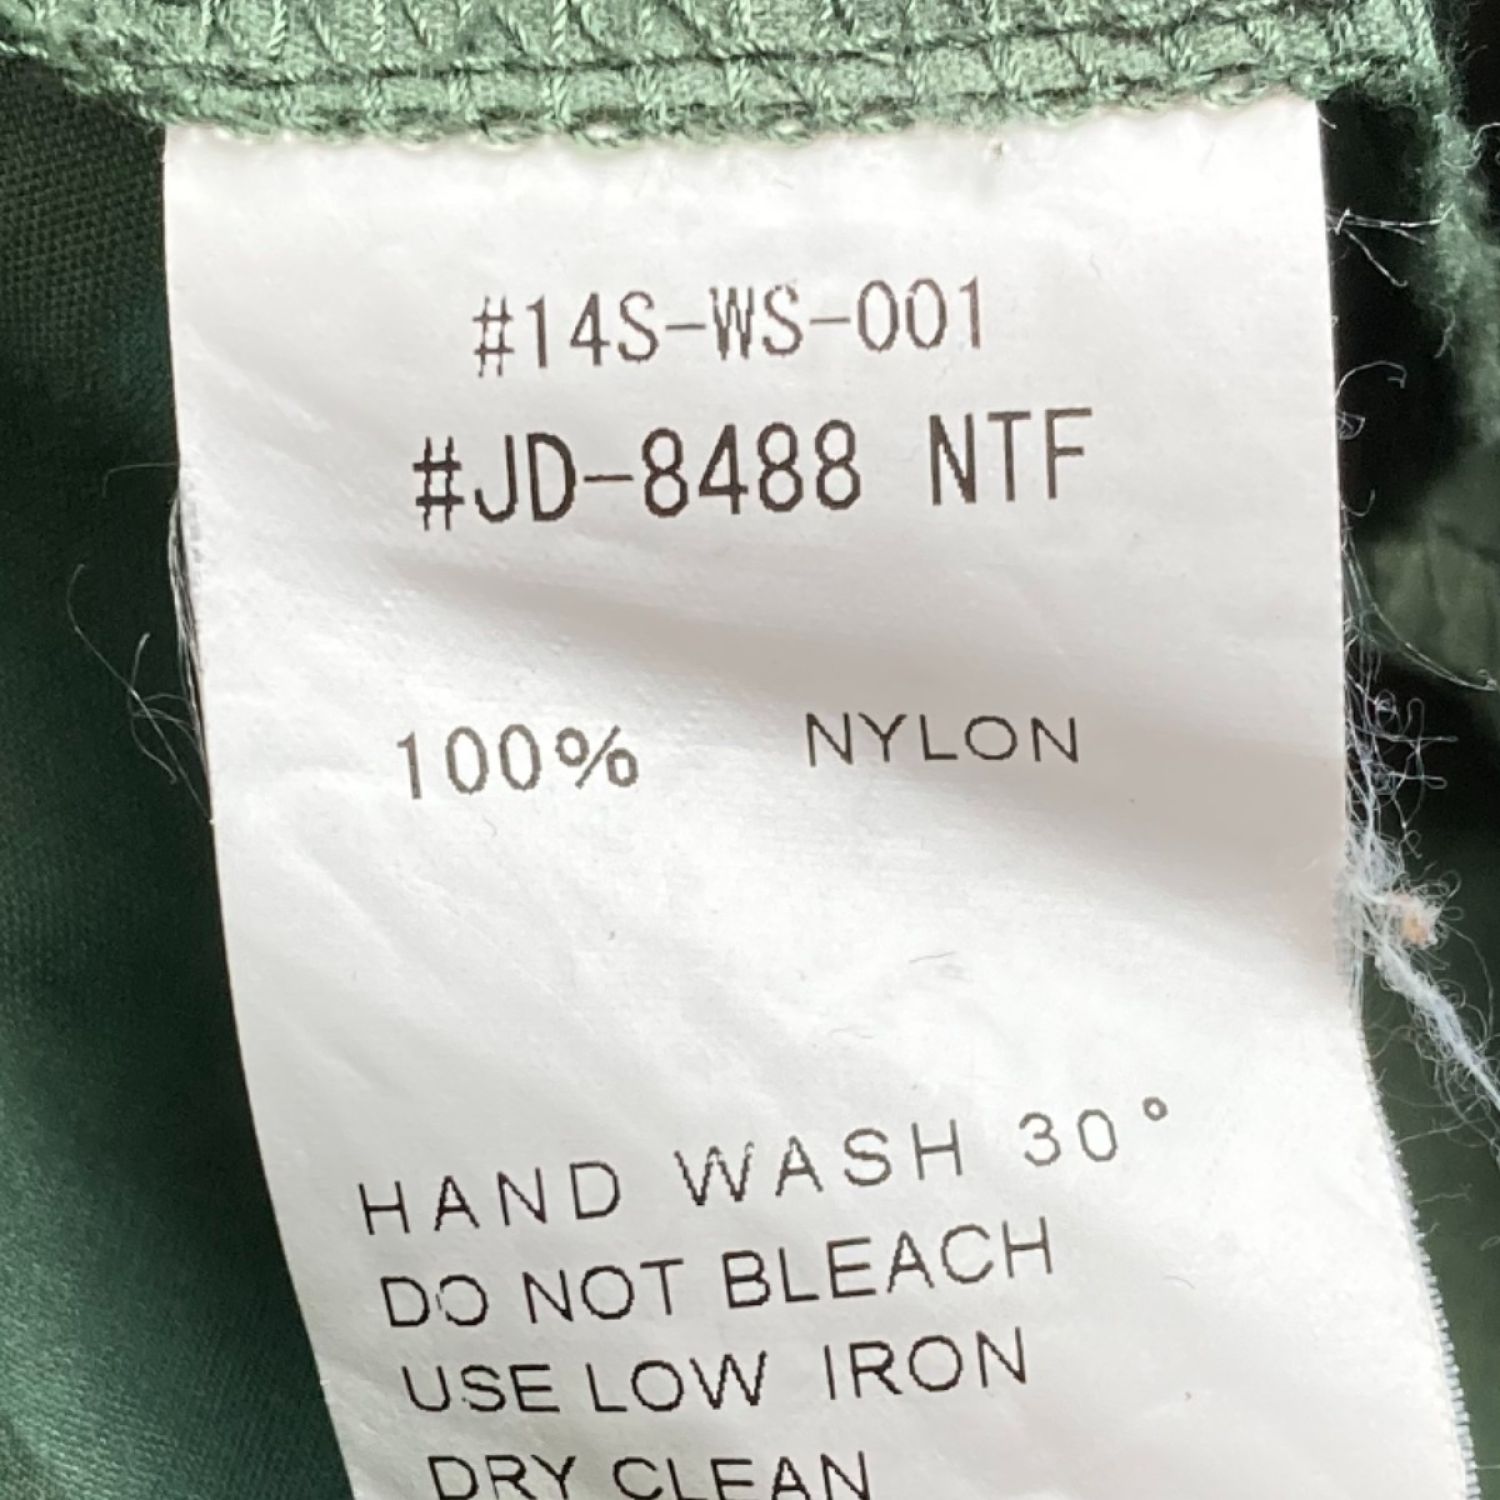 #14S-WS-001
#JD-8488 NTF
100% NYLON
HAND WASH 30°
DO NOT BLEACH
USE LOW IRON
DRY CLEAN